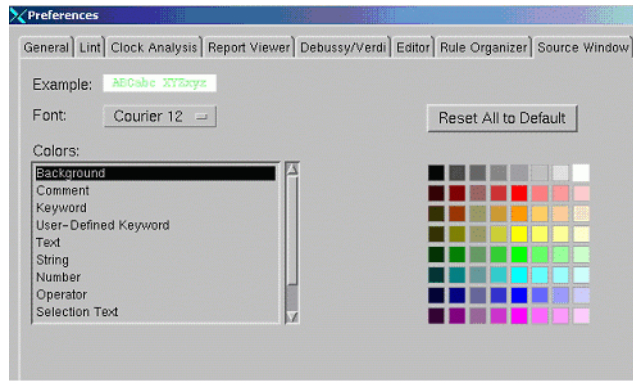 Preferences
General Lint Clock Analysis Report Viewer Debussy/Verdi Editor Rule Organizer Source Window
Example: ABCabc XYZxyz
Font: Courier 12
Reset All to Default
Colors:
Background
Comment
Keyword
User-Defined Keyword
Text
String
Number
Operator
Selection Text